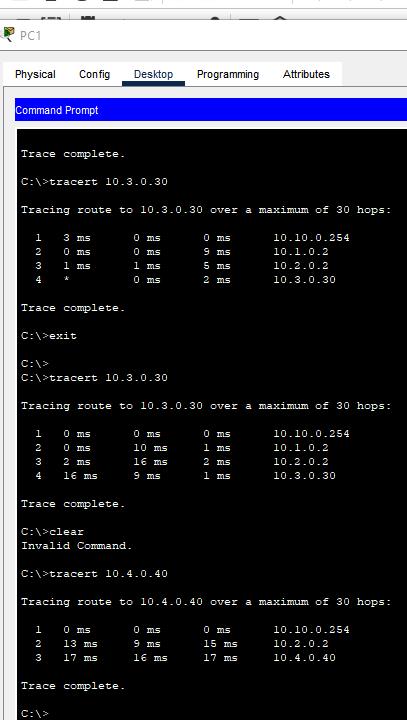 PC1
Physical Config Desktop Programming Attributes
Command Prompt
Trace complete.
C:\>tracert 10.3.0.30
Tracing route to 10.3.0.30 over a maximum of 30 hops:
1 3 ms 0 ms 0 ms 10.10.0.254
2 0 ms 0 ms 9 ms 10.1.0.2
3 1 ms 1 ms 5 ms 10.2.0.2
4 * 0 ms 2 ms 10.3.0.30
Trace complete.
C:\>exit
C:\>
C:\>tracert 10.3.0.30
Tracing route to 10.3.0.30 over a maximum of 30 hops:
1 0 ms 0 ms 0 ms 10.10.0.254
2 0 ms 10 ms 1 ms 10.1.0.2
3 2 ms 16 ms 2 ms 10.2.0.2
4 16 ms 9 ms 1 ms 10.3.0.30
Trace complete.
C:\>clear
Invalid Command.
C:\>tracert 10.4.0.40
Tracing route to 10.4.0.40 over a maximum of 30 hops:
1 0 ms 0 ms 0 ms 10.10.0.254
2 13 ms 9 ms 15 ms 10.2.0.2
3 17 ms 16 ms 17 ms 10.4.0.40
Trace complete.
C:\>